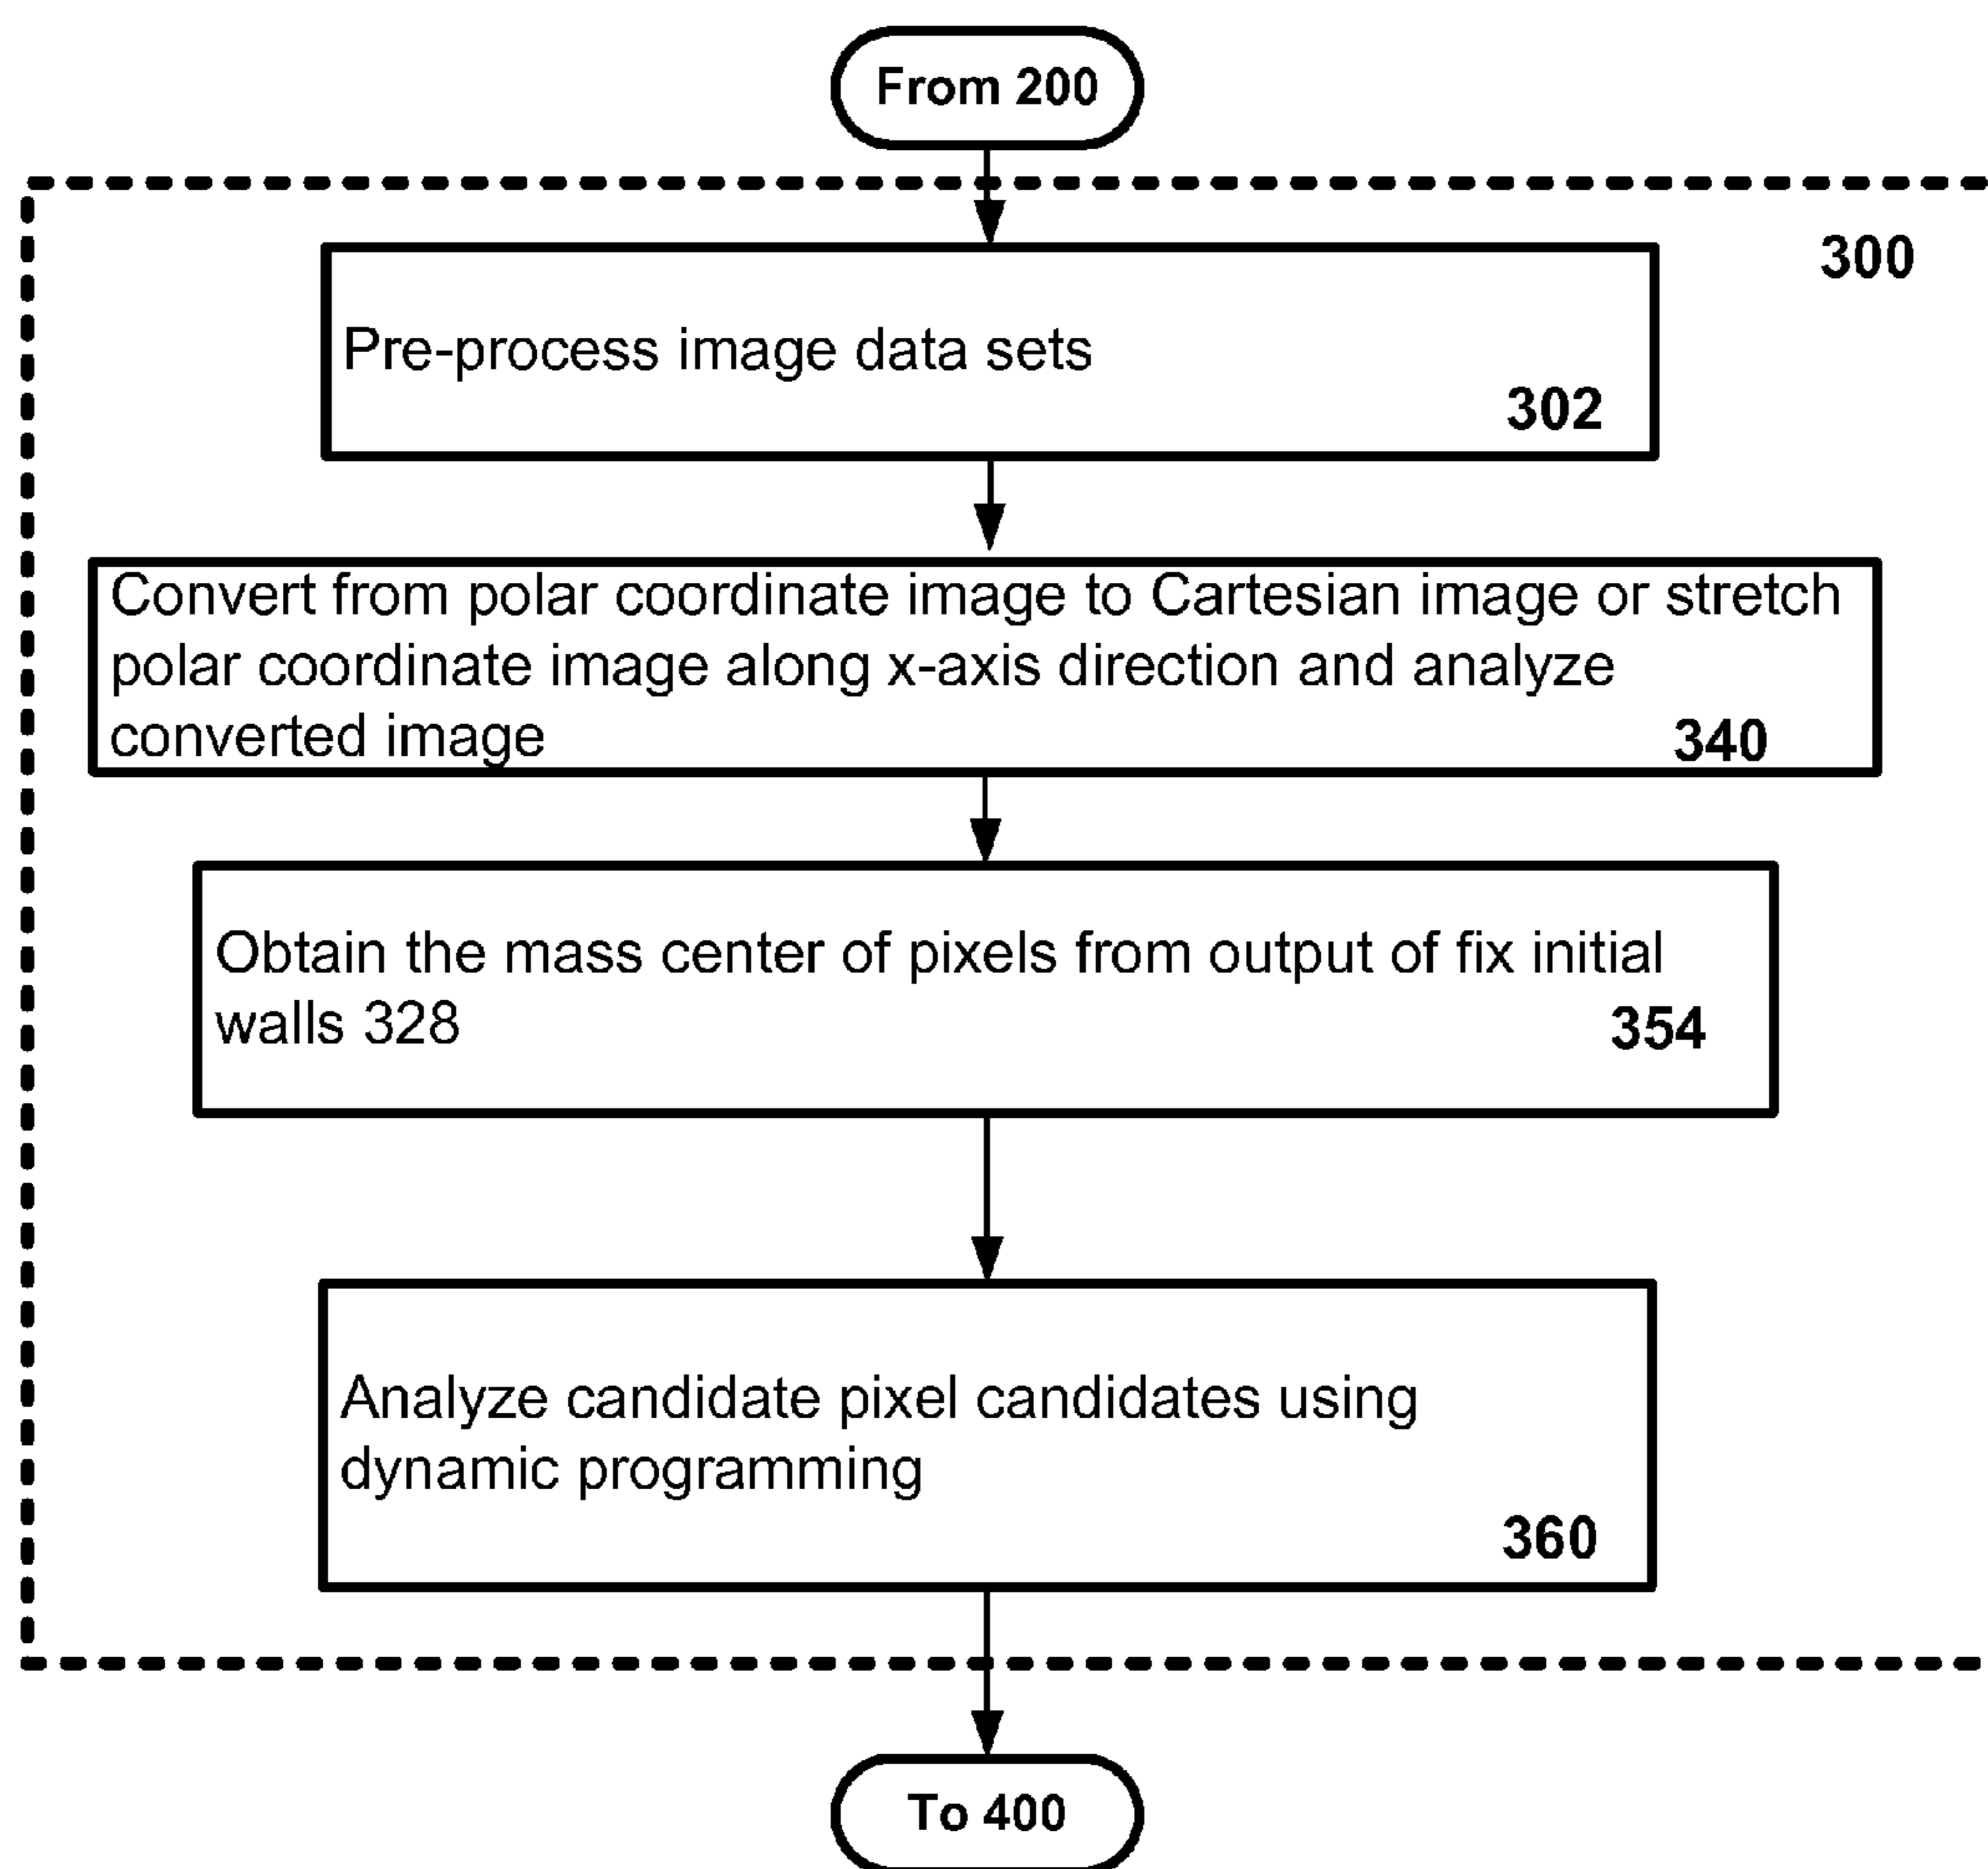 From 200
300
Pre-process image data sets
302
Convert from polar coordinate image to Cartesian image or stretch
polar coordinate image along x-axis direction and analyze
converted image
340
Obtain the mass center of pixels from output of fix initial
walls 328
354
Analyze candidate pixel candidates using
dynamic programming
360
To 400